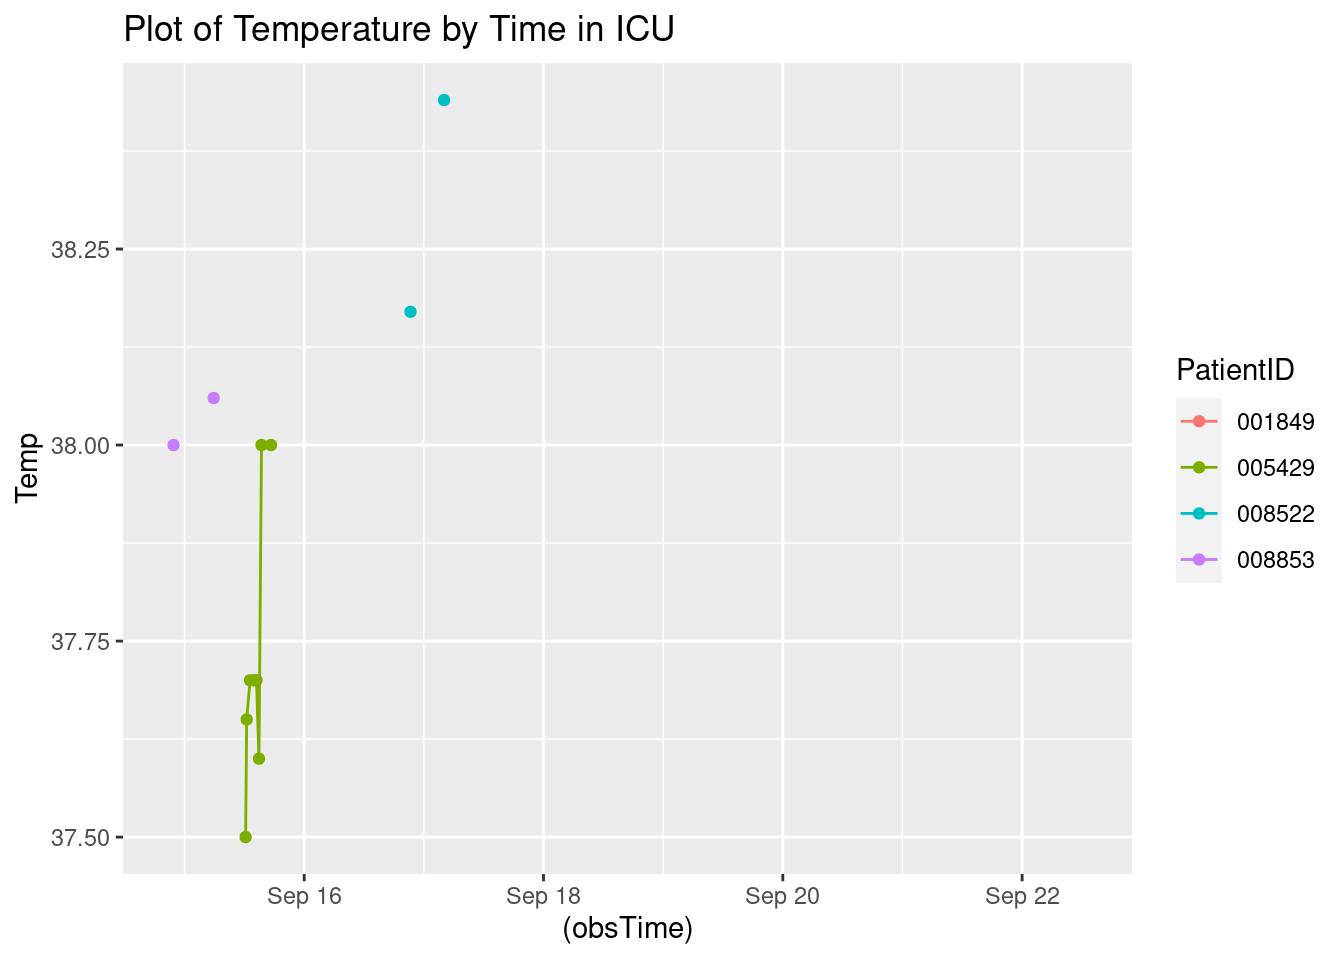 Plot of Temperature by Time in ICU
38.25
38.00
37.75
37.50
Temp
Sep 16
Sep 18
Sep 20
Sep 22
(obsTime)
PatientID
001849
005429
008522
008853